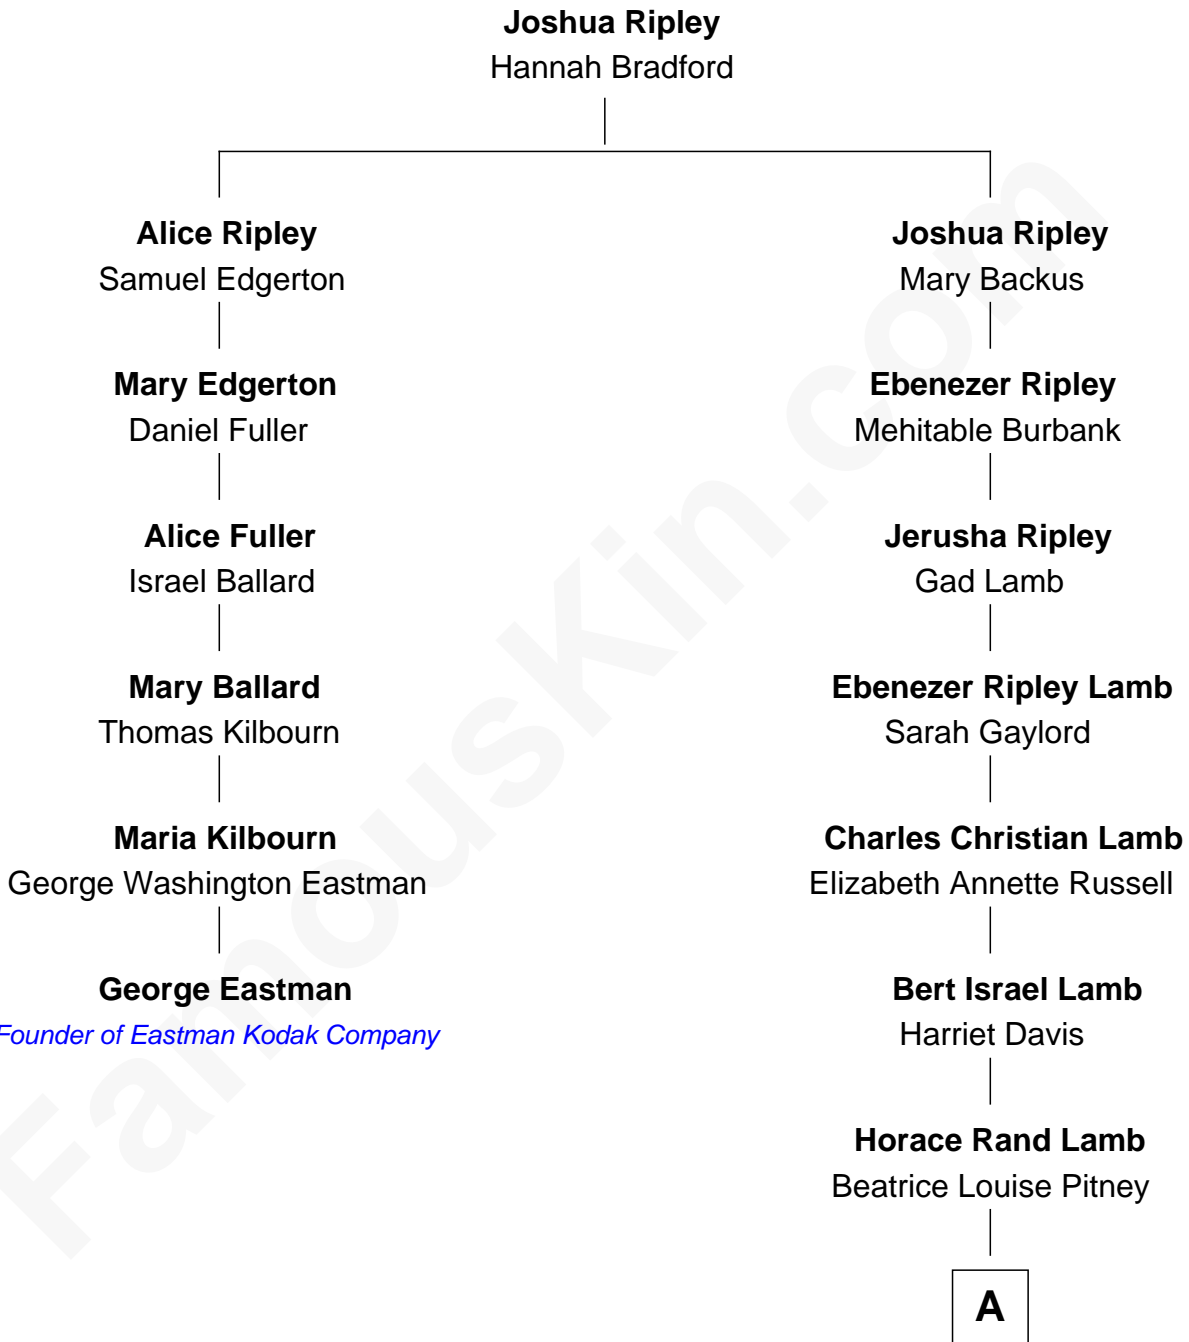 Joshua Ripley
Hannah Bradford
Alice Ripley
Samuel Edgerton
Mary Edgerton
Daniel Fuller
Alice Fuller
Israel Ballard
Mary Ballard
Thomas Kilbourn
Maria Kilbourn
George Washington Eastman
George Eastman
Founder of Eastman Kodak Company
Joshua Ripley
Mary Backus
Ebenezer Ripley
Mehitable Burbank
Jerusha Ripley
Gad Lamb
Ebenezer Ripley Lamb
Sarah Gaylord
Charles Christian Lamb
Elizabeth Annette Russell
Bert Israel Lamb
Harriet Davis
Horace Rand Lamb
Beatrice Louise Pitney
A
FamousKin.com